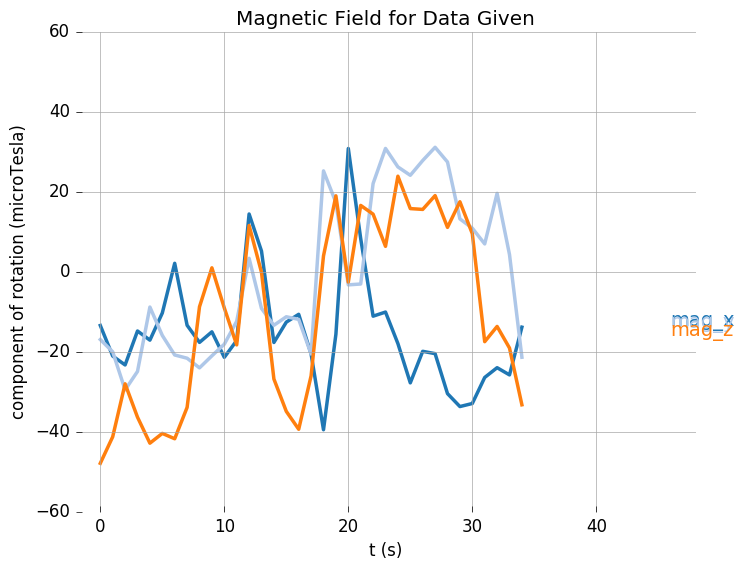 Magnetic Field for Data Given
60
40
20
0
−20
−40
−60
component of rotation (microTesla)
0
10
20
30
40
t (s)
mag_x
mag_z